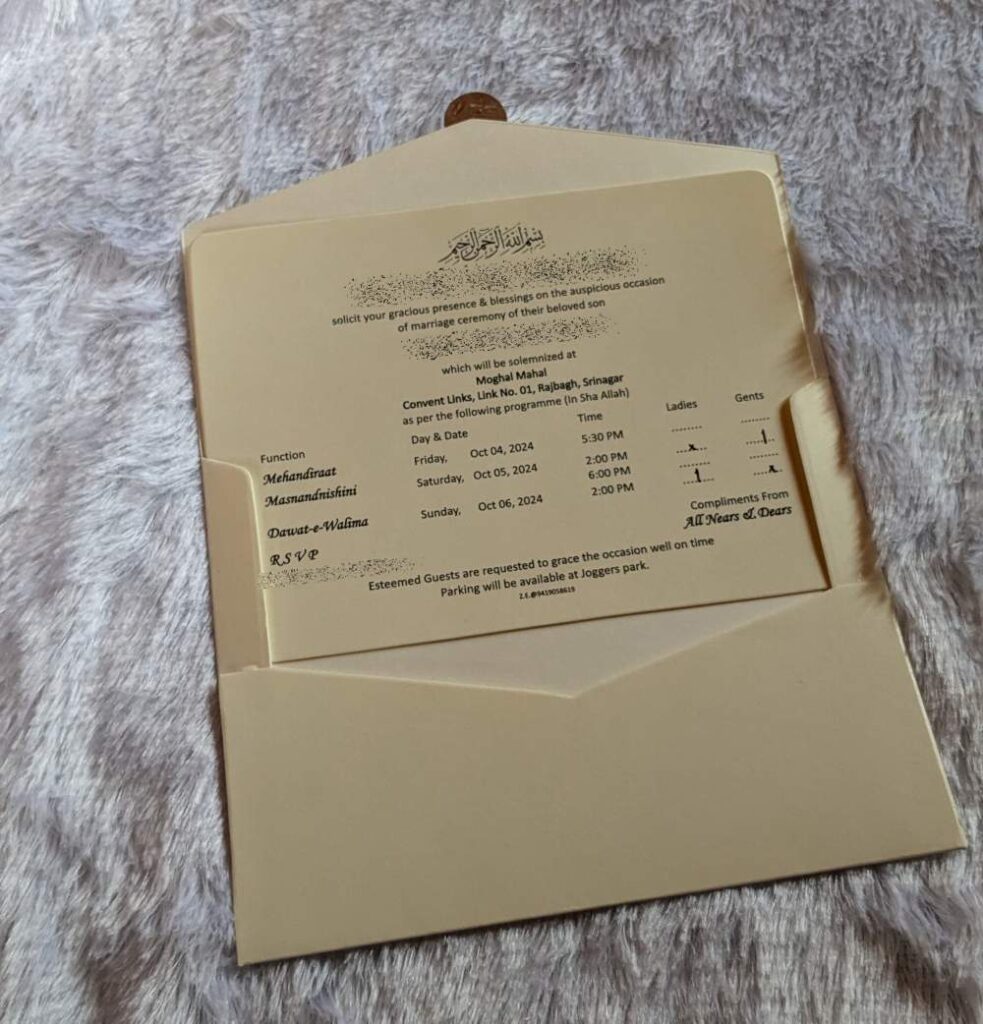 بِسْمِ اللهِ الرَّحْمٰنِ الرَّحِيْمِ
solicit your gracious presence & blessings on the auspicious occasion
of marriage ceremony of their beloved son
which will be solemnized at
Moghal Mahal
Convent Links, Link No. 01, Rajbagh, Srinagar
as per the following programme (In Sha Allah)
Function Day & Date Time Ladies Gents
Mehandiraat Friday, Oct 04, 2024 5:30 PM ........ ........
Masnandnishini Saturday, Oct 05, 2024 2:00 PM ...x... ...1...
6:00 PM ........ ........
Dawat-e-Walima Sunday, Oct 06, 2024 2:00 PM ...1... ...x...
R S V P Compliments From
All Nears & Dears
Esteemed Guests are requested to grace the occasion well on time
Parking will be available at Joggers park.
Z.E.@9419058619